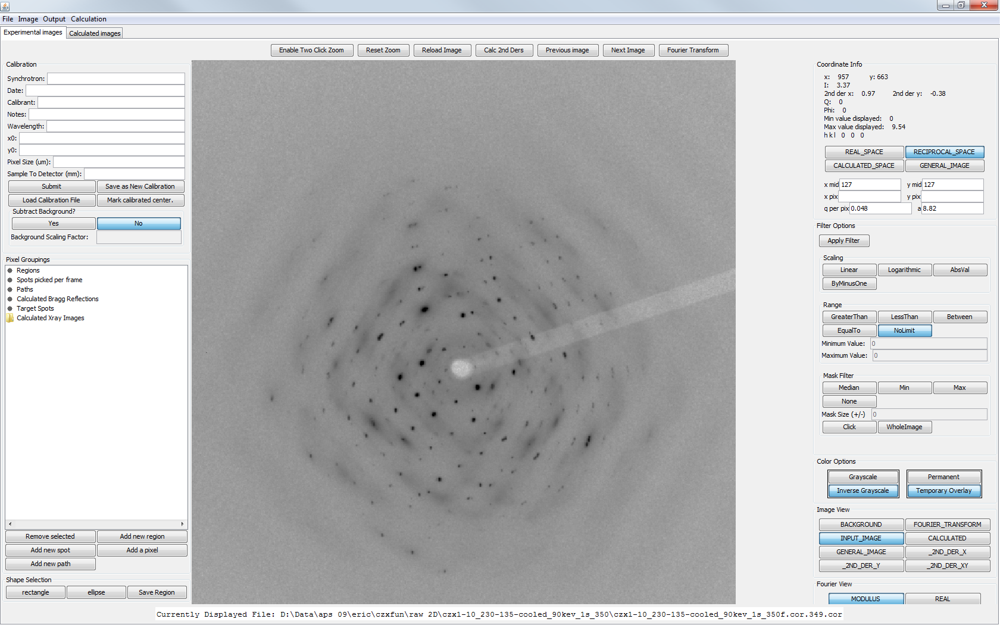 File Image Output Calculation
Experimental images Calculated images
Enable Two Click Zoom Reset Zoom Reload Image Calc 2nd Ders Previous image Next Image Fourier Transform
Calibration
Synchrotron:
Date:
Calibrant:
Notes:
Wavelength:
x0:
y0:
Pixel Size (um):
Sample To Detector (mm):
Submit Save as New Calibration
Load Calibration File Mark calibrated center.
Subtract Background?
Yes No
Background Scaling Factor:
Pixel Groupings
Regions
Spots picked per frame
Paths
Calculated Bragg Reflections
Target Spots
Calculated Xray Images
Remove selected Add new region
Add new spot Add a pixel
Add new path
Shape Selection
rectangle ellipse Save Region
Coordinate Info
x: 957 y: 663
I: 3.37
2nd der x: 0.97 2nd der y: -0.38
Q: 0
Phi: 0
Min value displayed: 0
Max value displayed: 9.54
h k l 0 0 0
REAL_SPACE RECIPROCAL_SPACE
CALCULATED_SPACE GENERAL_IMAGE
x mid 127 y mid 127
x pix y pix
q per pix 0.048 a 8.82
Filter Options
Apply Filter
Scaling
Linear Logarithmic AbsVal
ByMinusOne
Range
GreaterThan LessThan Between
EqualTo NoLimit
Minimum Value: 0
Maximum Value: 0
Mask Filter
Median Min Max
None
Mask Size (+/-) 0
Click WholeImage
Color Options
Grayscale Permanent
Inverse Grayscale Temporary Overlay
Image View
BACKGROUND FOURIER_TRANSFORM
INPUT_IMAGE CALCULATED
GENERAL_IMAGE _2ND_DER_X
_2ND_DER_Y _2ND_DER_XY
Fourier View
MODULUS REAL
Currently Displayed File: D:\Data\aps 09\eric\czxfun\raw 2D\czx1-10_230-135-cooled_90kev_1s_350\czx1-10_230-135-cooled_90kev_1s_350f.cor.349.cor